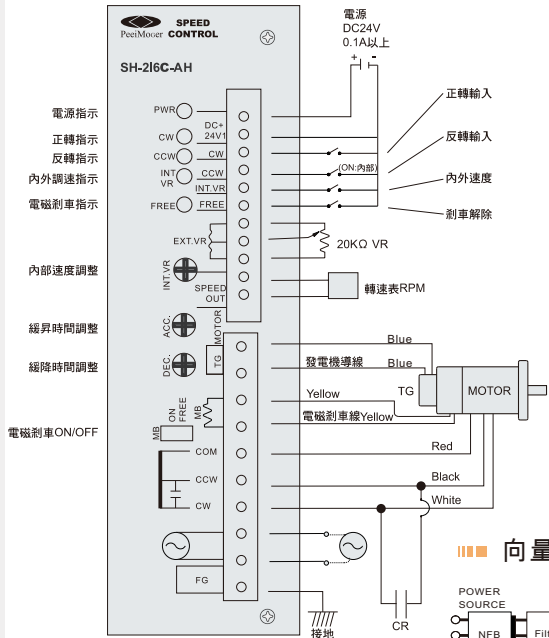 PeeiMoger
SPEED
CONTROL
SH-2I6C-AH
電源
DC24V
0.1A以上
+ -
電源指示
正轉指示
反轉指示
內外調速指示
電磁剎車指示
內部速度調整
緩昇時間調整
緩降時間調整
電磁剎車ON/OFF
PWR
CW
CCW
INT
VR
FREE
DC+
24V1
CW
CCW
INT.VR
FREE
EXT.VR
INT.VR
SPEED
OUT
ACC.
DEC.
MOTOR
TG
ON
FREE
MB
MB
COM
CCW
CW
FG
正轉輸入
反轉輸入
(ON:內部)
內外速度
剎車解除
20KΩ VR
轉速表RPM
Blue
發電機導線
Blue
TG
MOTOR
Yellow
電磁剎車線Yellow
Red
Black
White
CR
接地
向量
POWER
SOURCE
NFB
Filt